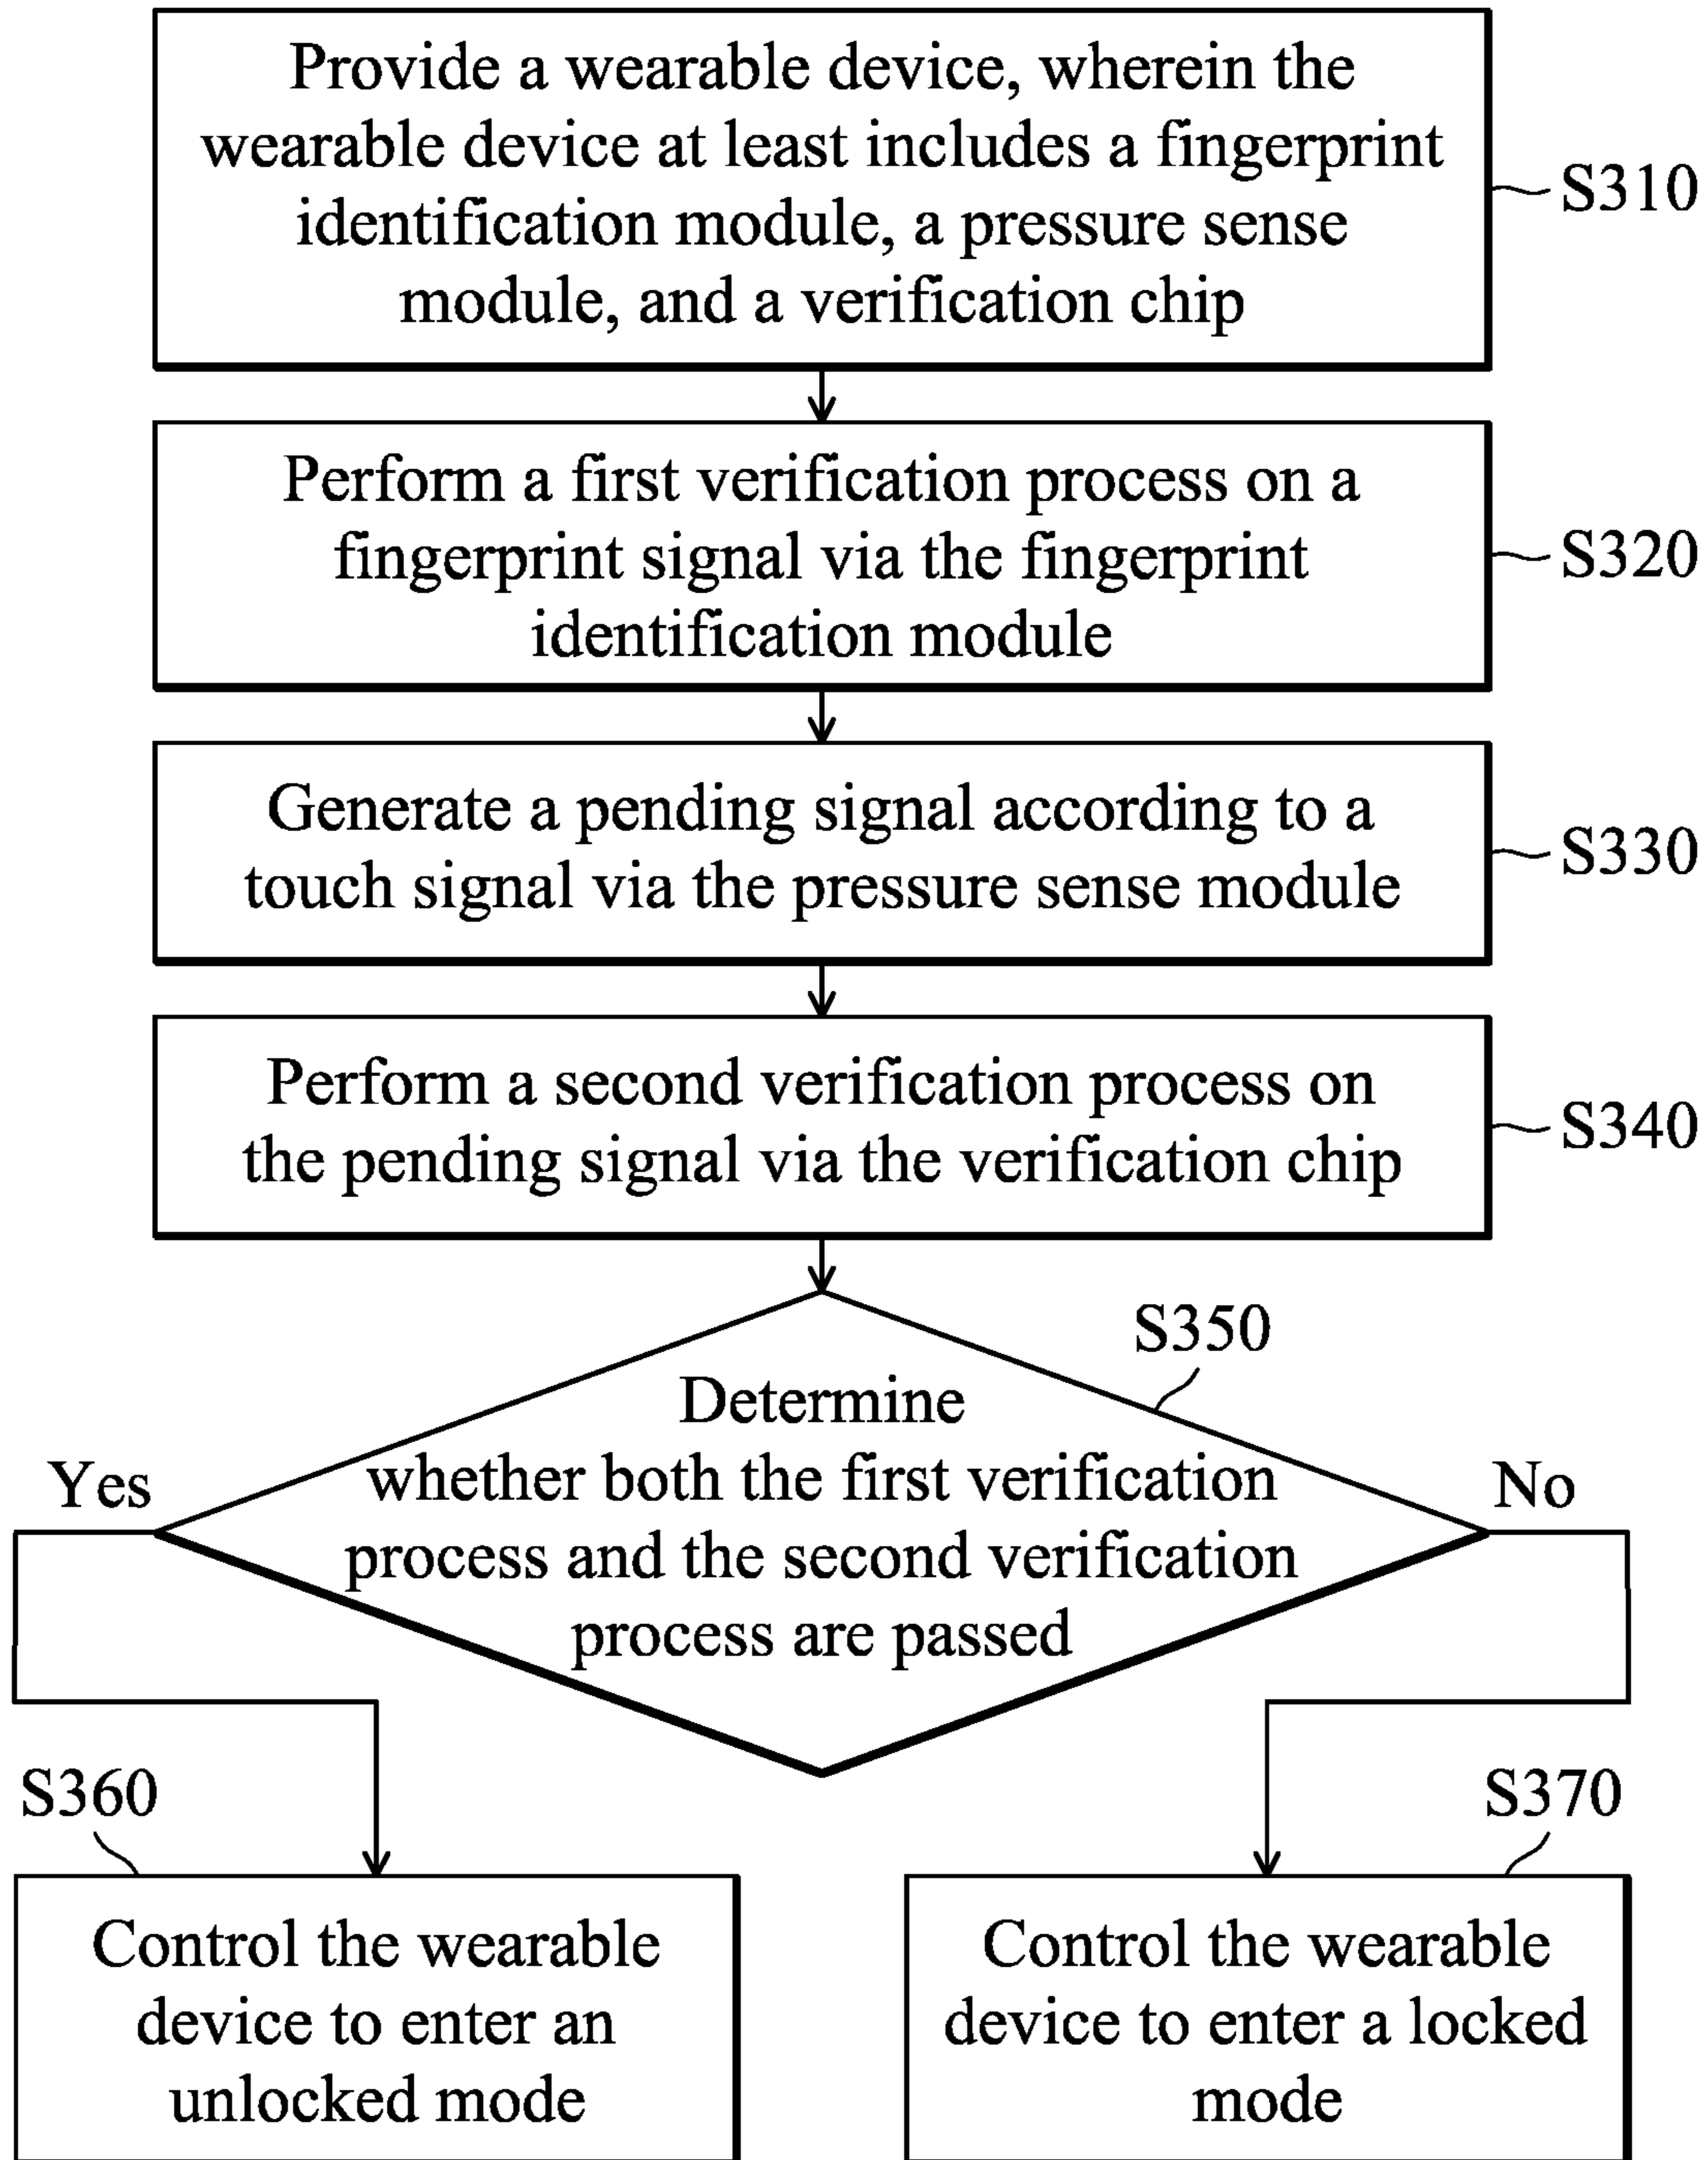 Provide a wearable device, wherein the
wearable device at least includes a fingerprint
identification module, a pressure sense
module, and a verification chip
S310
Perform a first verification process on a
fingerprint signal via the fingerprint
identification module
S320
Generate a pending signal according to a
touch signal via the pressure sense module
S330
Perform a second verification process on
the pending signal via the verification chip
S340
S350
Determine
whether both the first verification
process and the second verification
process are passed
Yes
No
S360
Control the wearable
device to enter an
unlocked mode
S370
Control the wearable
device to enter a locked
mode